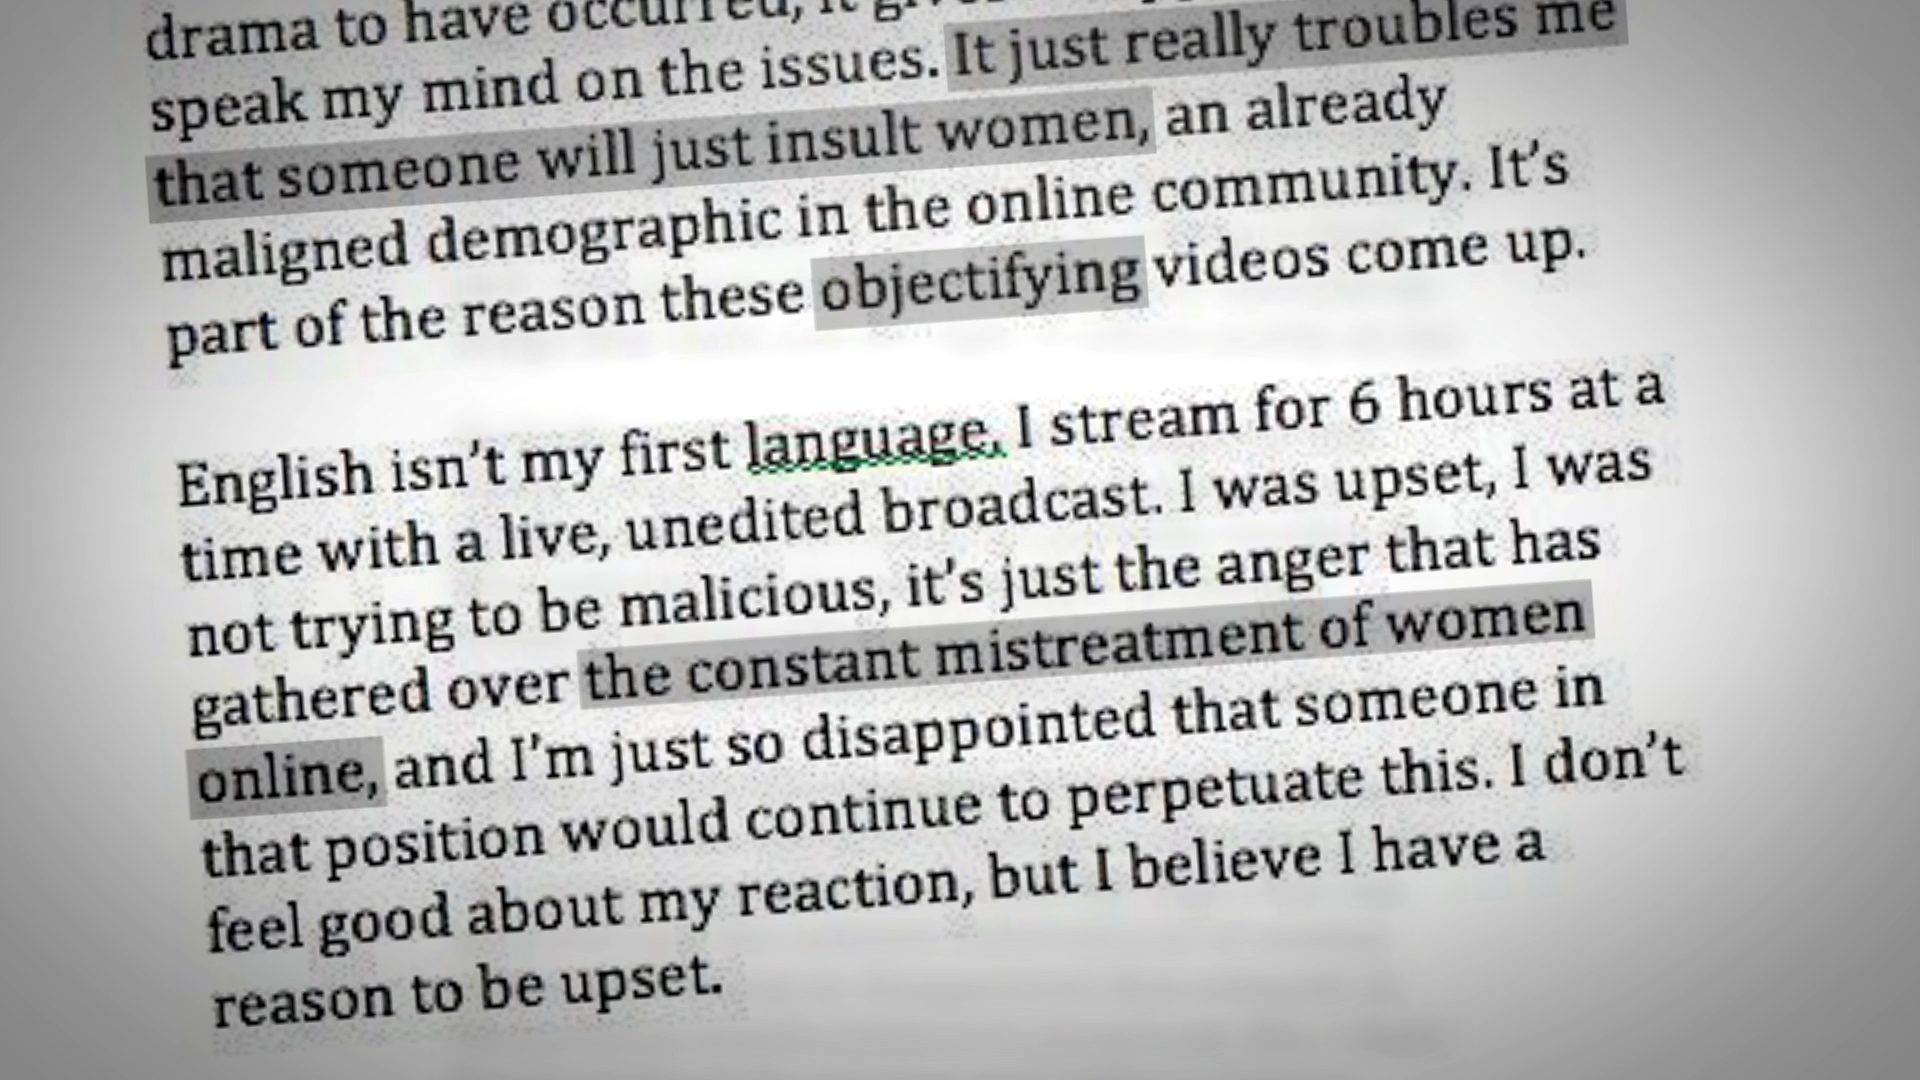 drama to have occurred, it
speak my mind on the issues. It just really troubles me
that someone will just insult women, an already
maligned demographic in the online community. It's
part of the reason these objectifying videos come up.
English isn't my first language, I stream for 6 hours at a
time with a live, unedited broadcast. I was upset, I was
not trying to be malicious, it's just the anger that has
gathered over the constant mistreatment of women
online, and I'm just so disappointed that someone in
that position would continue to perpetuate this. I don't
feel good about my reaction, but I believe I have a
reason to be upset.